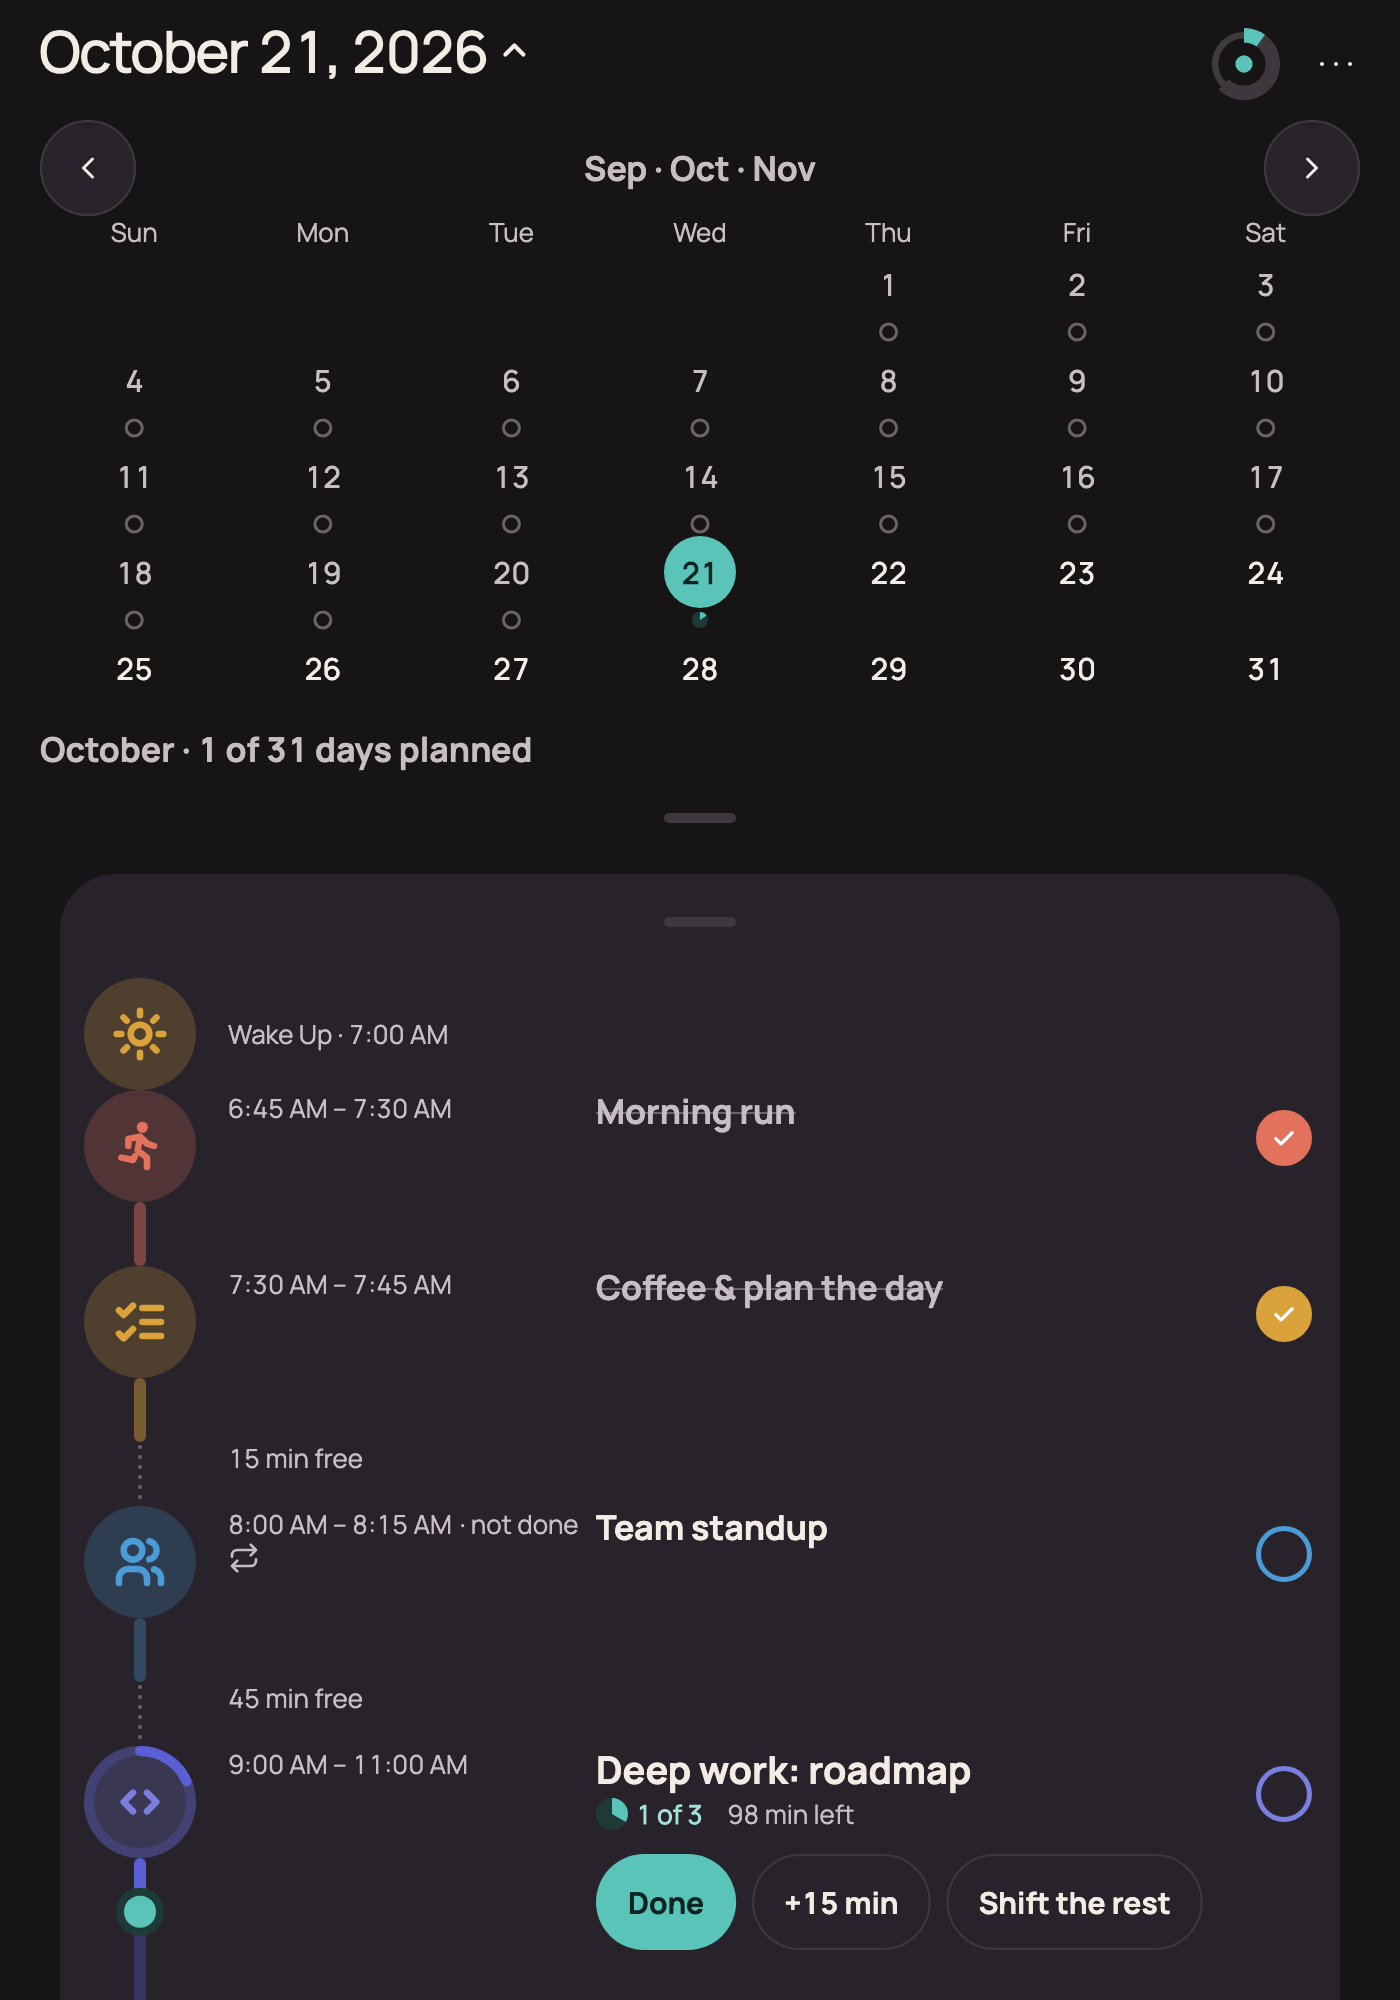 October 21, 2026
Sep · Oct · Nov
Sun Mon Tue Wed Thu Fri Sat
1 2 3
4 5 6 7 8 9 10
11 12 13 14 15 16 17
18 19 20 21 22 23 24
25 26 27 28 29 30 31
October · 1 of 31 days planned
Wake Up · 7:00 AM
6:45 AM – 7:30 AM Morning run
7:30 AM – 7:45 AM Coffee & plan the day
15 min free
8:00 AM – 8:15 AM · not done Team standup
45 min free
9:00 AM – 11:00 AM Deep work: roadmap
1 of 3 98 min left
Done +15 min Shift the rest